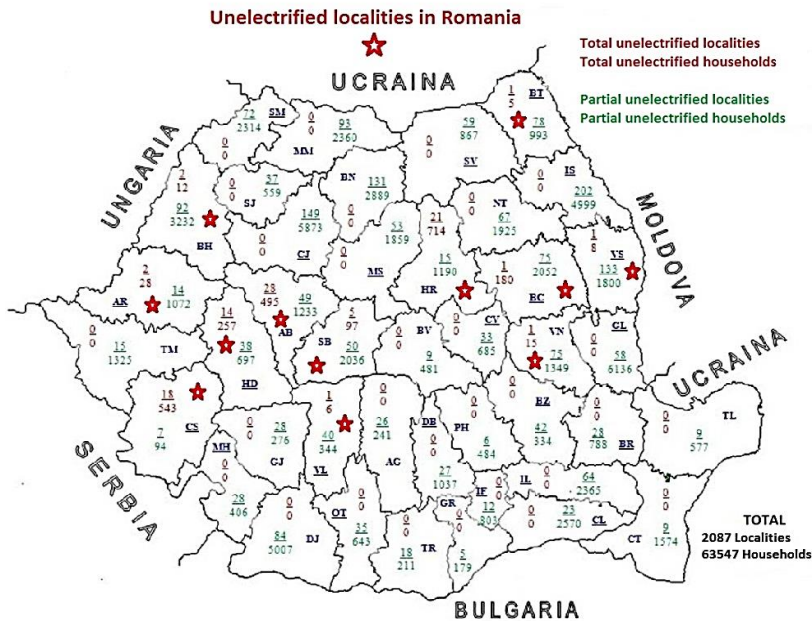 Unelectrified localities in Romania
Total unelectrified localities
Total unelectrified households
Partial unelectrified localities
Partial unelectrified households
UCRAINA
UNGARIA
MOLDOVA
UCRAINA
SERBIA
BULGARIA
1
5
BT
78
993
72
2314
SM
0
0
0
0
MM
93
2360
59
867
0
0
SV
0
0
IS
202
4999
2
12
92
3232
BH
0
0
37
559
SJ
BN
131
2889
0
0
149
5873
0
0
CJ
53
1859
0
0
MS
21
714
15
1190
HR
0
0
NT
67
1925
1
180
75
2052
BC
1
8
VS
133
1800
2
28
14
1072
AR
28
495
49
1233
AB
14
257
38
697
HD
5
97
SB
50
2036
0
0
BV
9
481
0
0
CV
33
685
1
15
VN
75
1349
0
0
GL
58
6136
0
0
15
1325
TM
18
543
7
94
CS
MH
0
0
28
406
0
0
28
276
GJ
1
6
40
344
VL
0
0
26
241
AG
DB
0
0
27
1037
0
0
PH
6
484
0
0
BZ
42
334
0
0
28
788
BR
0
0
TL
9
577
0
0
84
5007
DJ
OT
0
0
35
643
0
0
18
211
TR
GR
0
0
5
179
IF
0
0
12
803
IL
0
0
64
2365
0
0
23
2570
CL
0
0
9
1574
CT
TOTAL
2087 Localities
63547 Households